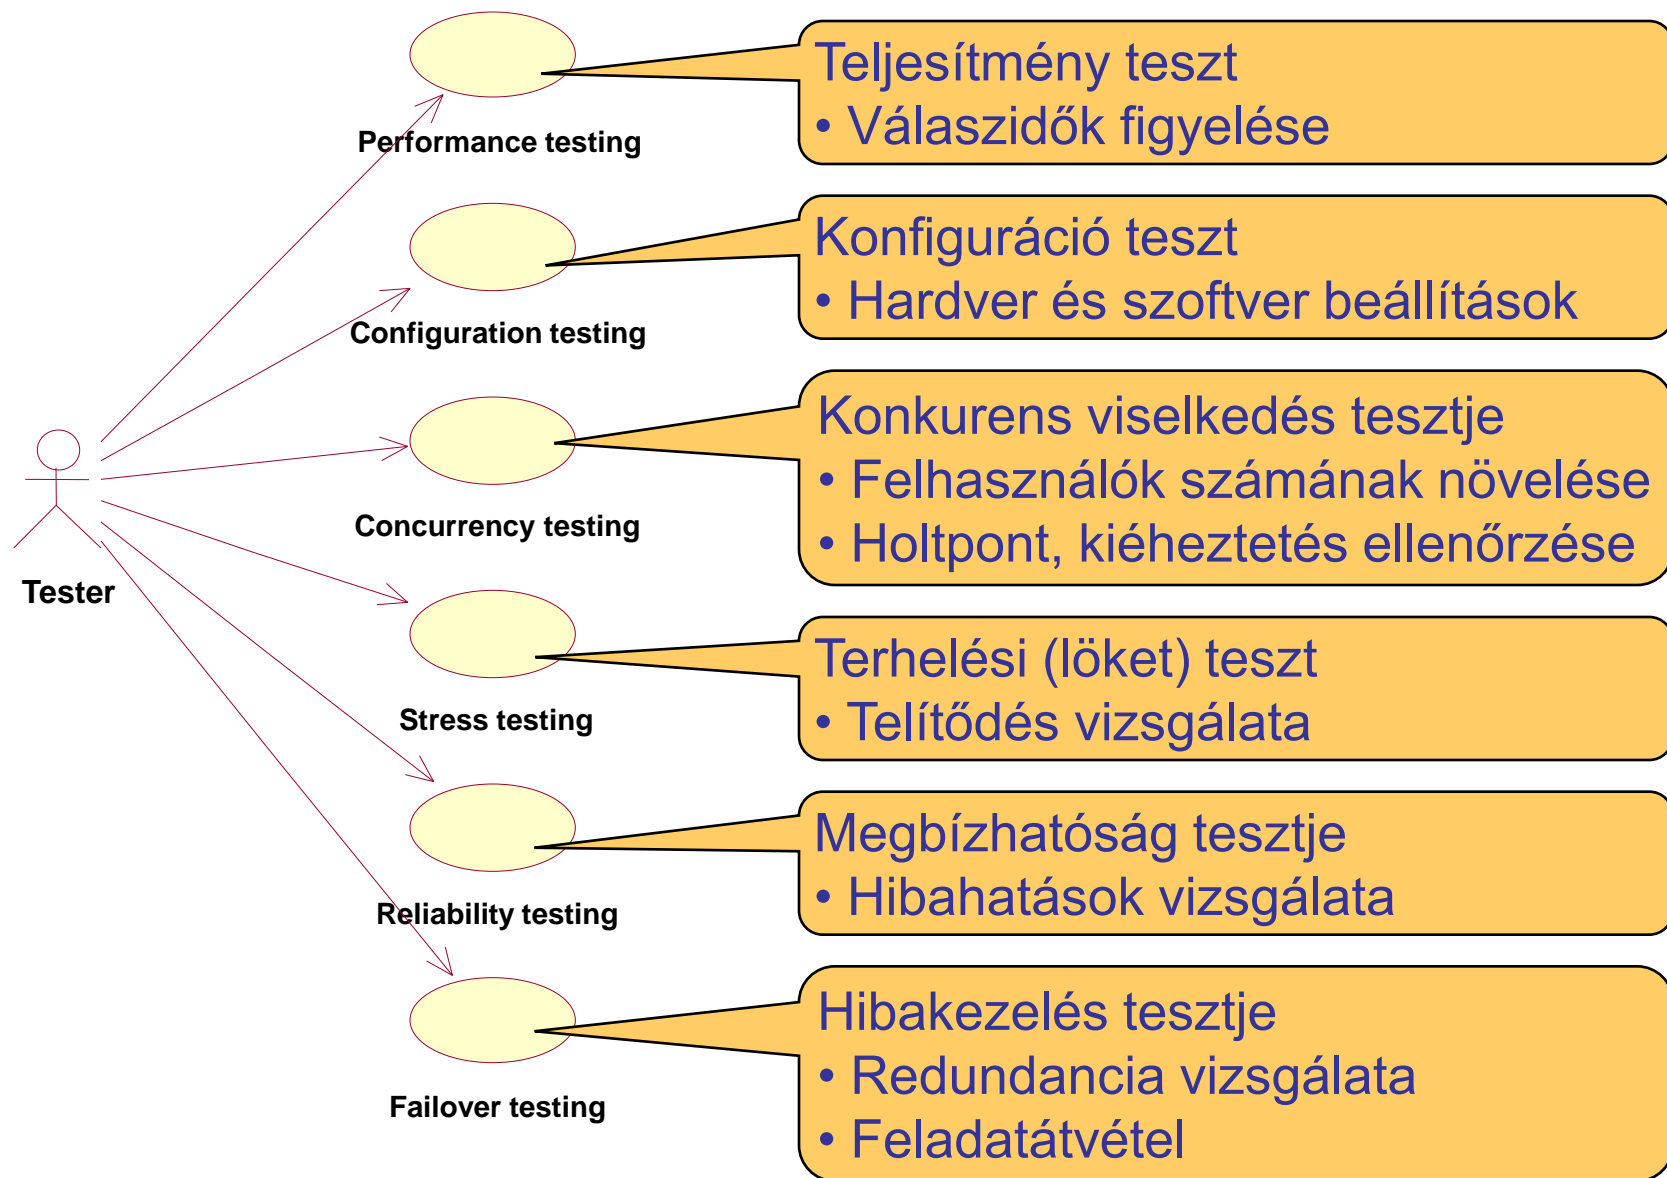 Teljesítmény teszt
• Válaszidők figyelése
Performance testing
Konfiguráció teszt
• Hardver és szoftver beállítások
Configuration testing
Konkurens viselkedés tesztje
• Felhasználók számának növelése
• Holtpont, kiéheztetés ellenőrzése
Concurrency testing
Tester
Terhelési (löket) teszt
• Telítődés vizsgálata
Stress testing
Megbízhatóság tesztje
• Hibahatások vizsgálata
Reliability testing
Hibakezelés tesztje
• Redundancia vizsgálata
• Feladatátvétel
Failover testing